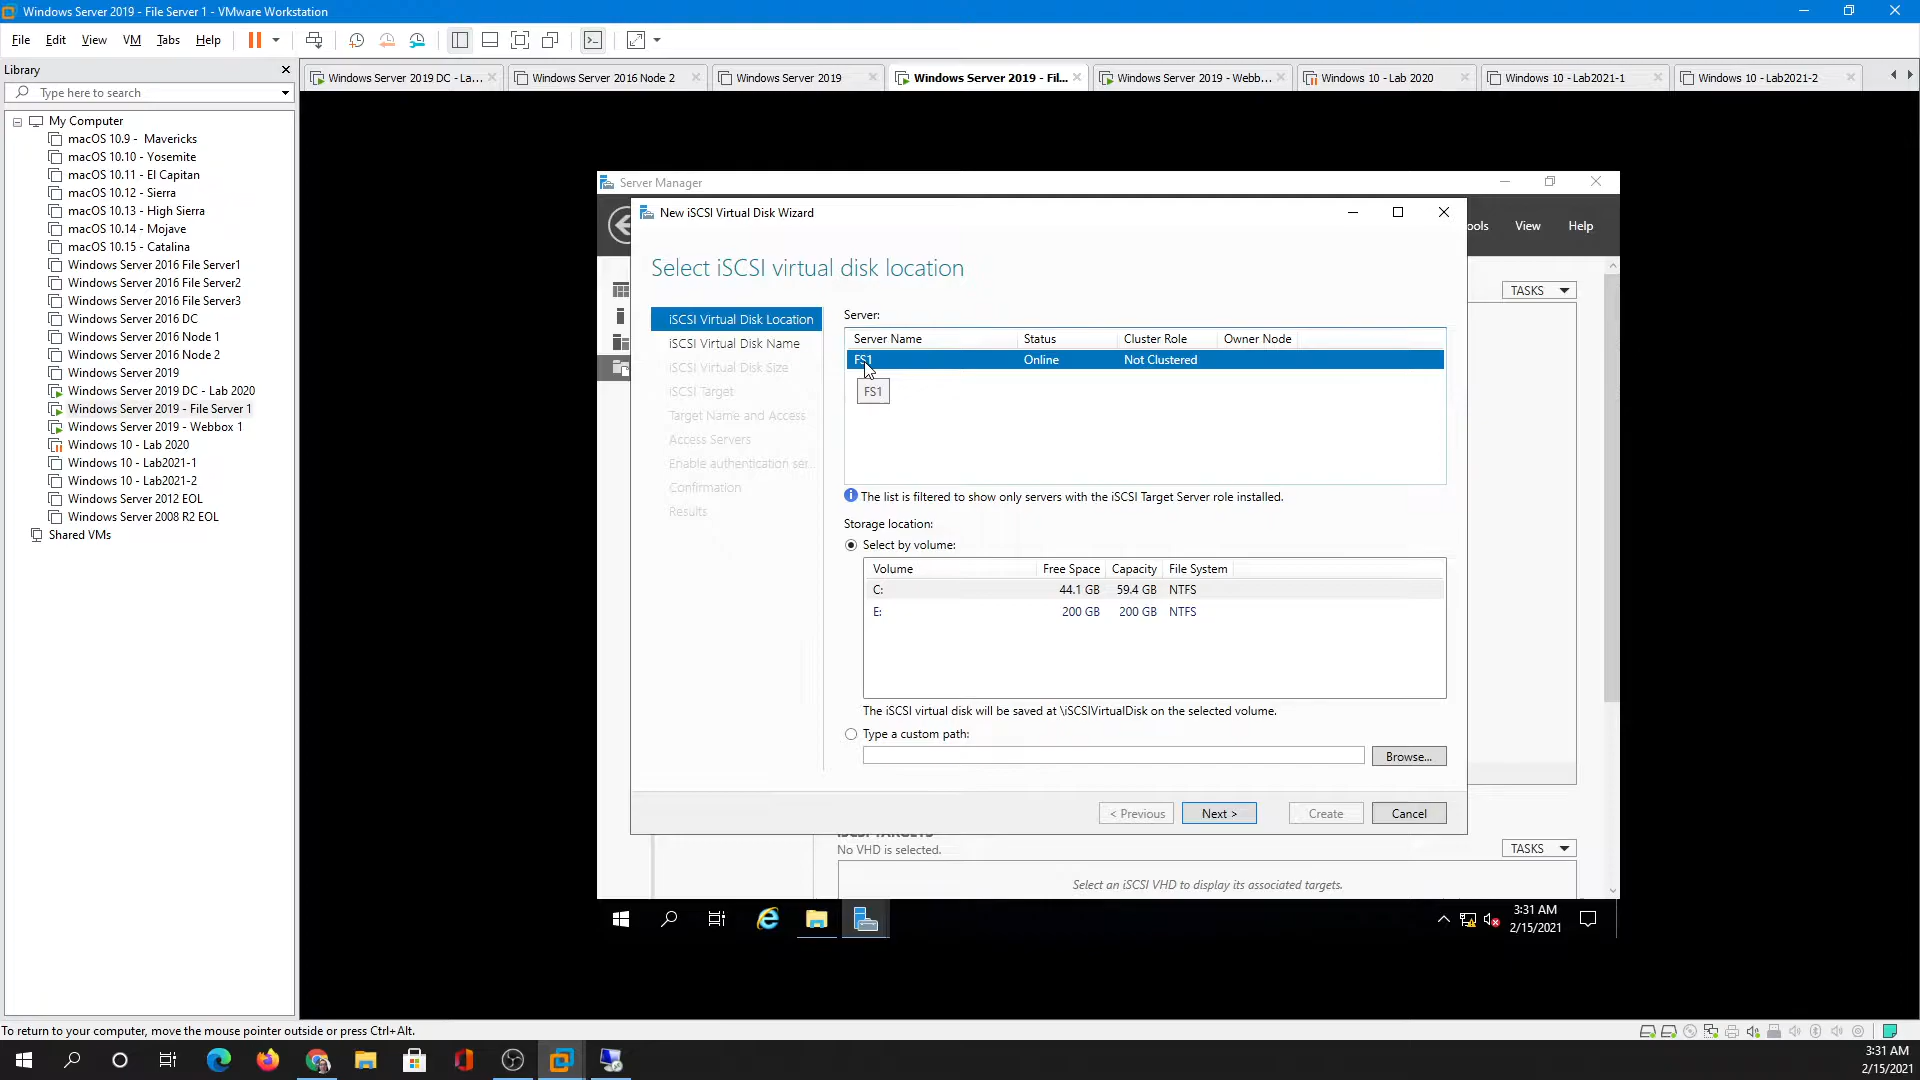 Windows Server 2019 - File Server 1 - VMware Workstation
File Edit View VM Tabs Help
Library
Type here to search
Windows Server 2019 DC - La...
Windows Server 2016 Node 2
Windows Server 2019
Windows Server 2019 - Fil...
Windows Server 2019 - Webb...
Windows 10 - Lab 2020
Windows 10 - Lab2021-1
Windows 10 - Lab2021-2
My Computer
macOS 10.9 - Mavericks
macOS 10.10 - Yosemite
macOS 10.11 - El Capitan
macOS 10.12 - Sierra
macOS 10.13 - High Sierra
macOS 10.14 - Mojave
macOS 10.15 - Catalina
Windows Server 2016 File Server1
Windows Server 2016 File Server2
Windows Server 2016 File Server3
Windows Server 2016 DC
Windows Server 2016 Node 1
Windows Server 2016 Node 2
Windows Server 2019
Windows Server 2019 DC - Lab 2020
Windows Server 2019 - File Server 1
Windows Server 2019 - Webbox 1
Windows 10 - Lab 2020
Windows 10 - Lab2021-1
Windows 10 - Lab2021-2
Windows Server 2012 EOL
Windows Server 2008 R2 EOL
Shared VMs
Server Manager
ools View Help
TASKS
New iSCSI Virtual Disk Wizard
Select iSCSI virtual disk location
iSCSI Virtual Disk Location
iSCSI Virtual Disk Name
iSCSI Virtual Disk Size
iSCSI Target
Target Name and Access
Access Servers
Enable authentication ser...
Confirmation
Results
Server:
Server Name Status Cluster Role Owner Node
FS1 Online Not Clustered
FS1
The list is filtered to show only servers with the iSCSI Target Server role installed.
Storage location:
Select by volume:
Volume Free Space Capacity File System
C: 44.1 GB 59.4 GB NTFS
E: 200 GB 200 GB NTFS
The iSCSI virtual disk will be saved at \iSCSIVirtualDisk on the selected volume.
Type a custom path:
Browse...
< Previous Next > Create Cancel
iSCSI TARGETS
No VHD is selected.
TASKS
Select an iSCSI VHD to display its associated targets.
3:31 AM
2/15/2021
To return to your computer, move the mouse pointer outside or press Ctrl+Alt.
3:31 AM
2/15/2021